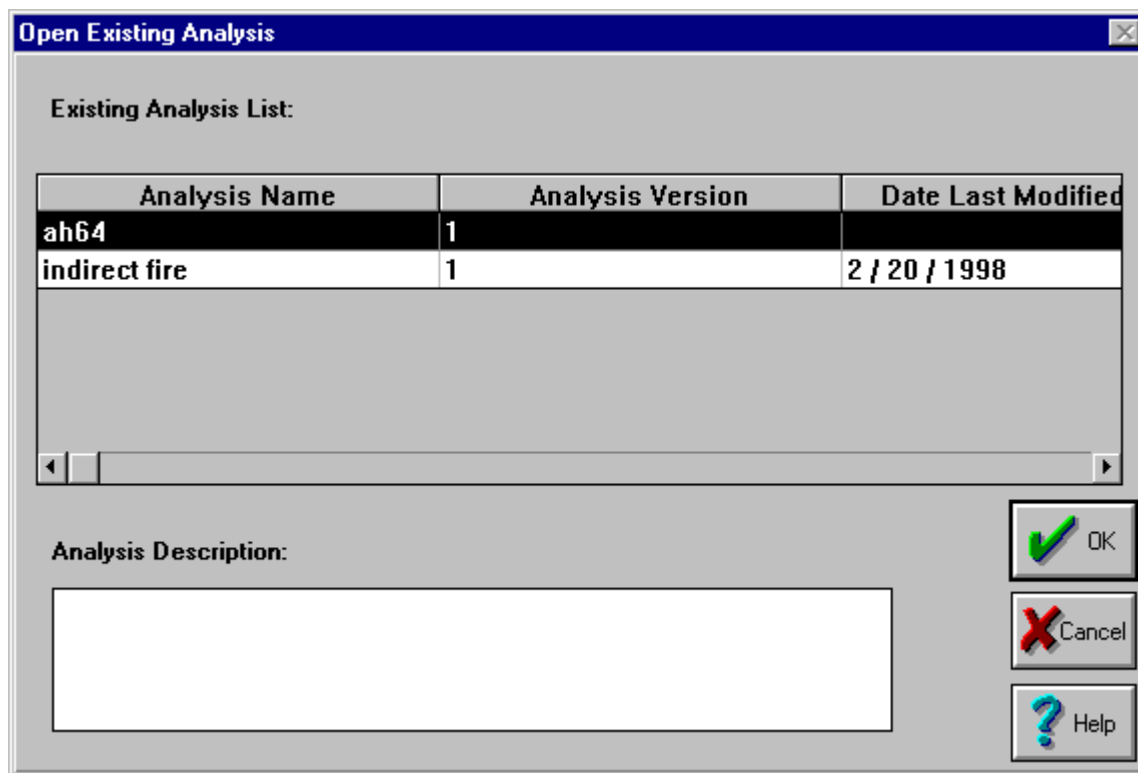 Open Existing Analysis
Existing Analysis List:
Analysis Name Analysis Version Date Last Modified
ah64 1
indirect fire 1 2 / 20 / 1998
Analysis Description:
OK
Cancel
Help